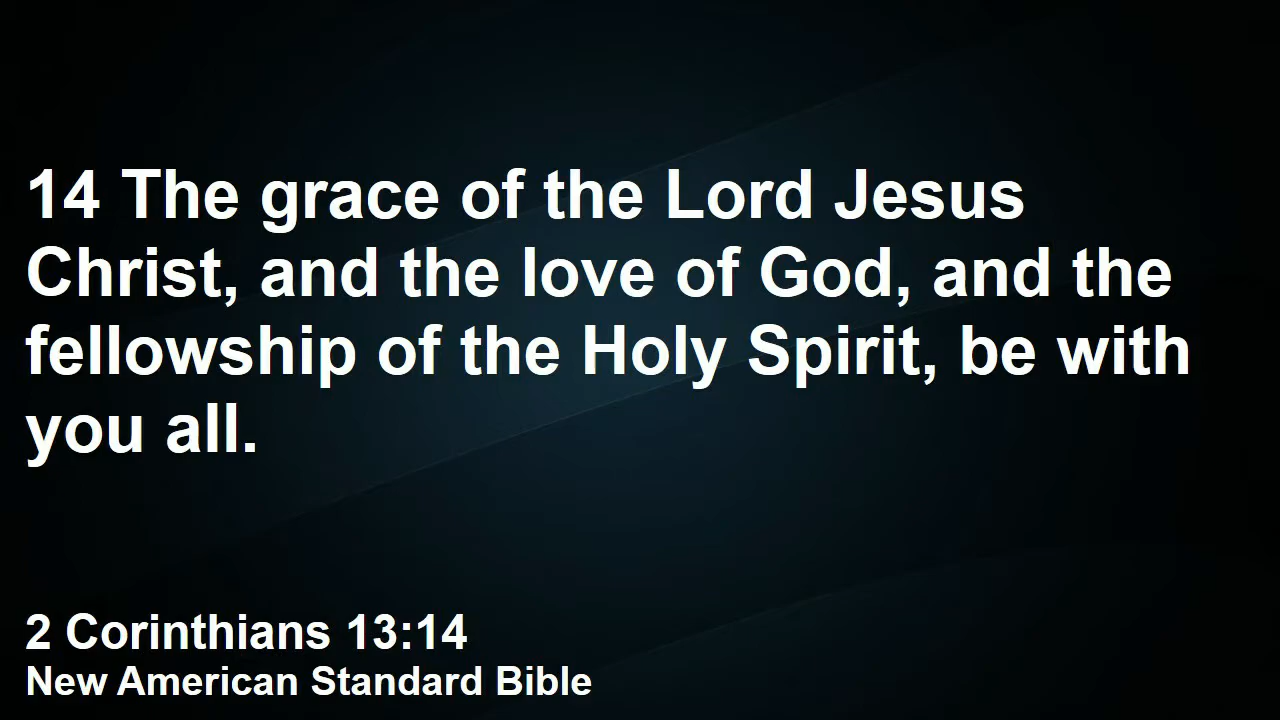 14 The grace of the Lord Jesus
Christ, and the love of God, and the
fellowship of the Holy Spirit, be with
you all.
2 Corinthians 13:14
New American Standard Bible